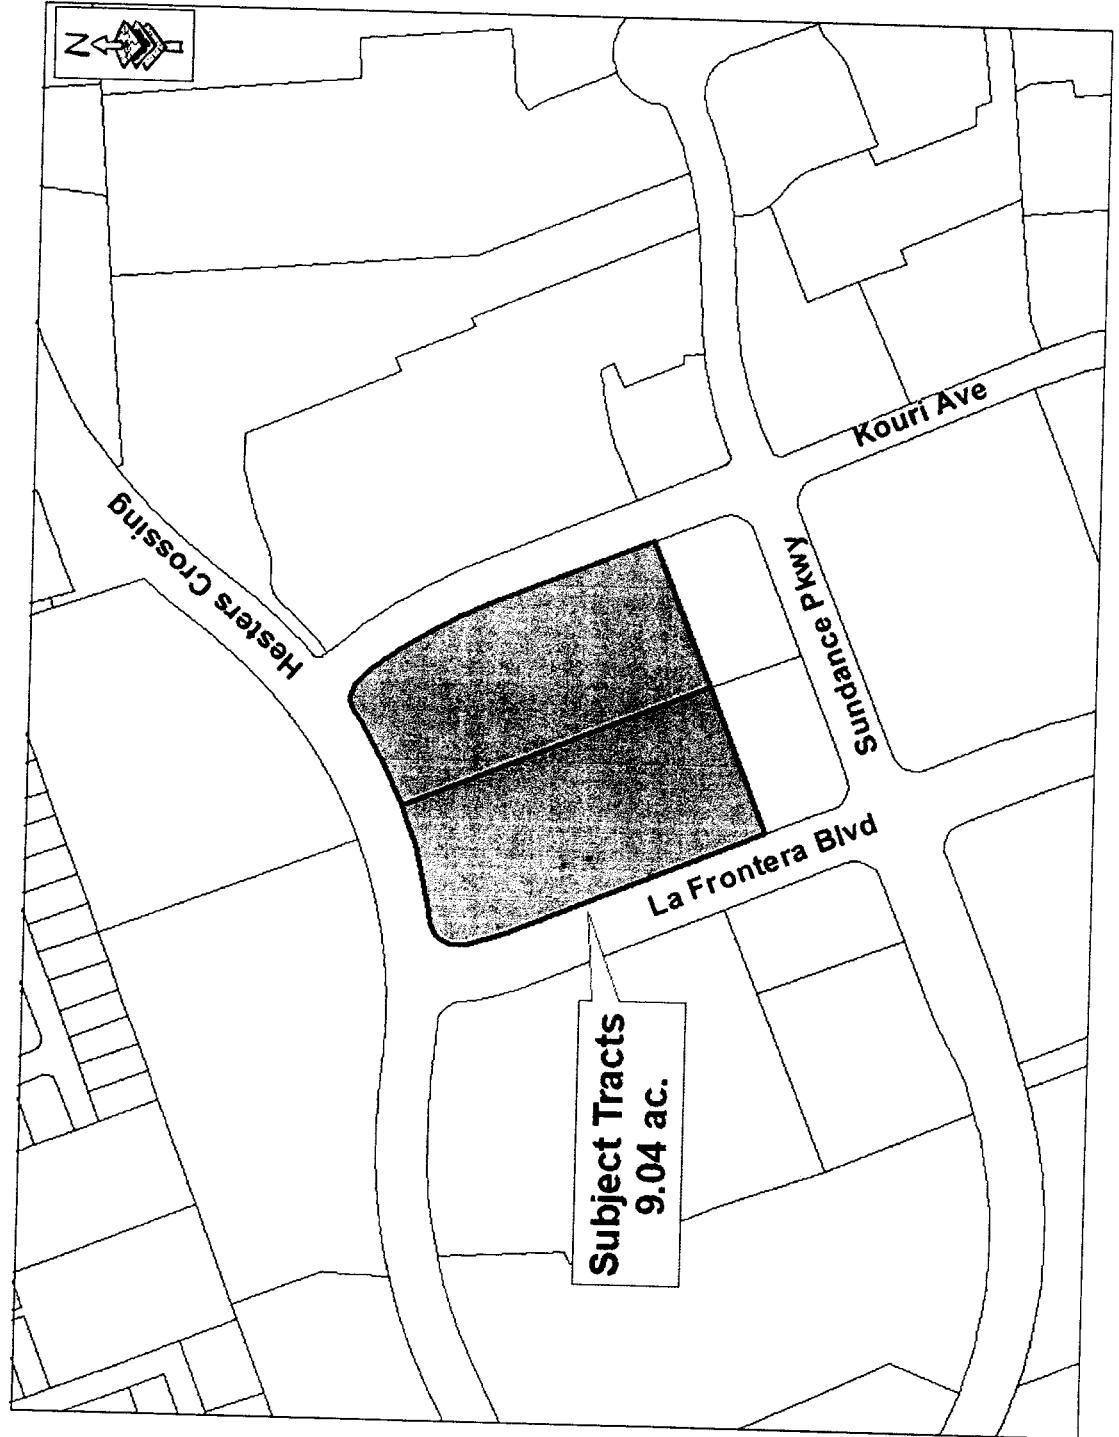 N
Hesters Crossing
Kouri Ave
Sundance Pkwy
La Frontera Blvd
Subject Tracts
9.04 ac.